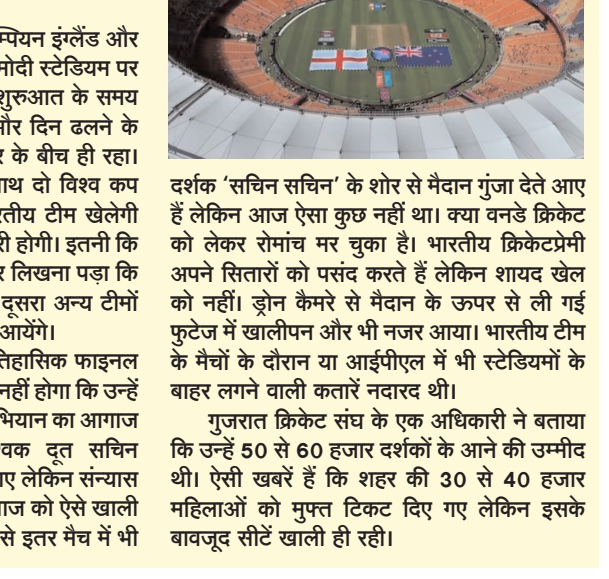 म्पियन इंग्लैंड और
मोदी स्टेडियम पर
शुरुआत के समय
और दिन ढलने के
र के बीच ही रहा।
दो विश्व कप
टीम खेलेगी
री होगी। इतनी कि
लिखना पड़ा कि
दूसरा अन्य टीमों
आयेंगे।
फाइनल
नहीं होगा कि उन्हें
का आगाज
दूत सचिन
लेकिन संन्यास
को ऐसे खाली
से इतर मैच में भी
दर्शक ‘सचिन सचिन’ के शोर से मैदान गुंजा देते आए
हैं लेकिन आज ऐसा कुछ नहीं था। क्या वनडे क्रिकेट
को लेकर रोमांच मर चुका है। भारतीय क्रिकेटप्रेमी
अपने सितारों को पसंद करते हैं लेकिन शायद खेल
को नहीं। ड्रोन कैमरे से मैदान के ऊपर से ली गई
फुटेज में खालीपन और भी नजर आया। भारतीय टीम
के मैचों के दौरान या आईपीएल में भी स्टेडियमों के
बाहर लगने वाली कतारें नदारद थी।
गुजरात क्रिकेट संघ के एक अधिकारी ने बताया
कि उन्हें 50 से 60 हजार दर्शकों के आने की उम्मीद
थी। ऐसी खबरें हैं कि शहर की 30 से 40 हजार
महिलाओं को मुफ्त टिकट दिए गए लेकिन इसके
बावजूद सीटें खाली ही रही।